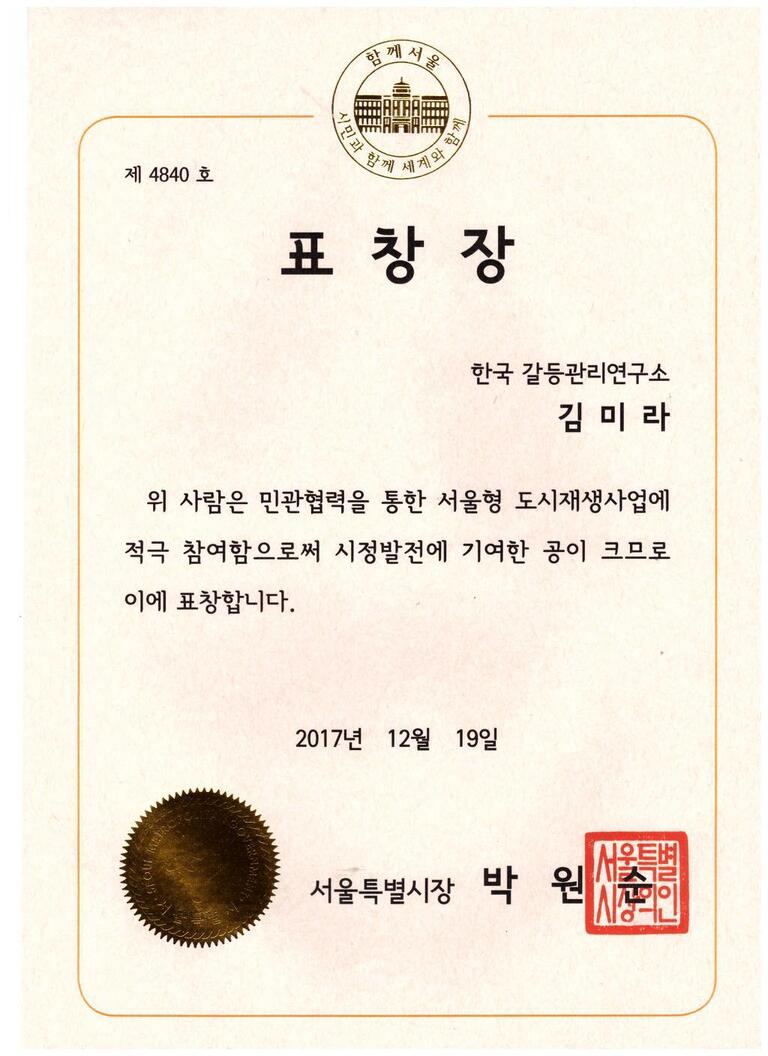 함께서울
시민과 함께 세계와 함께
제 4840 호
표 창 장
한국 갈등관리연구소
김 미 라
위 사람은 민관협력을 통한 서울형 도시재생사업에
적극 참여함으로써 시정발전에 기여한 공이 크므로
이에 표창합니다.
2017년 12월 19일
서울특별시장 박 원 순
서울특별
시장의인